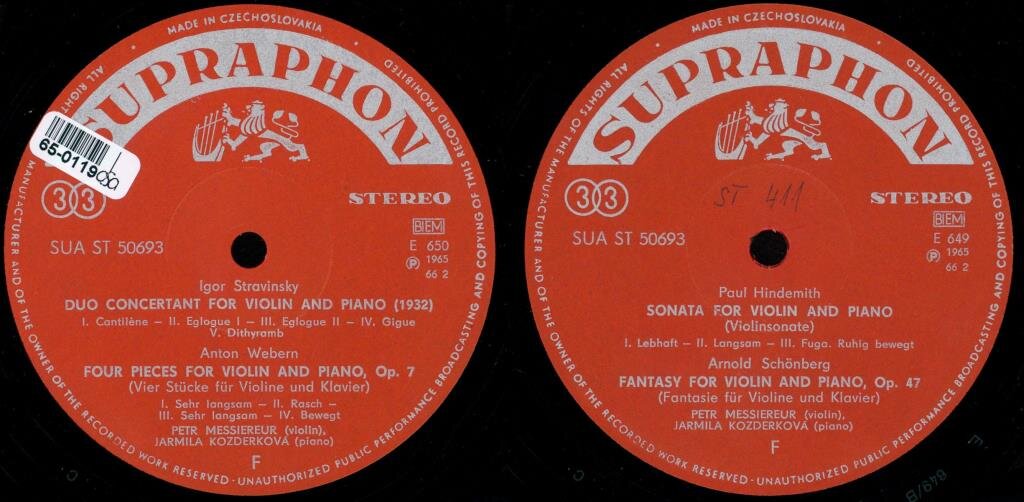 MADE IN CZECHOSLOVAKIA
ALL RIGHTS
MANUFACTURER AND OF THE OWNER OF THE RECORDED WORK RESERVED - UNAUTHORIZED PUBLIC PERFORMANCE BROADCASTING AND COPYING OF THIS RECORD PROHIBITED
SUPRAPHON
65-0119
33
STEREO
BIEM
SUA ST 50693
E 650
Ⓟ 1965
66 2
Igor Stravinsky
DUO CONCERTANT FOR VIOLIN AND PIANO (1932)
I. Cantilène – II. Eglogue I – III. Eglogue II – IV. Gigue
V. Dithyramb
Anton Webern
FOUR PIECES FOR VIOLIN AND PIANO, Op. 7
(Vier Stücke für Violine und Klavier)
I. Sehr langsam – II. Rasch –
III. Sehr langsam – IV. Bewegt
PETR MESSIEREUR (violin),
JARMILA KOZDERKOVÁ (piano)
F
MADE IN CZECHOSLOVAKIA
ALL RIGHTS OF THE MANUFACTURER AND OF THE OWNER OF THE RECORDED WORK RESERVED - UNAUTHORIZED PUBLIC PERFORMANCE BROADCASTING AND COPYING OF THIS RECORD PROHIBITED
SUPRAPHON
ST 411
33
STEREO
BIEM
SUA ST 50693
E 649
Ⓟ 1965
66 2
Paul Hindemith
SONATA FOR VIOLIN AND PIANO
(Violinsonate)
I. Lebhaft – II. Langsam – III. Fuga. Ruhig bewegt
Arnold Schönberg
FANTASY FOR VIOLIN AND PIANO, Op. 47
(Fantasie für Violine und Klavier)
PETR MESSIEREUR (violin),
JARMILA KOZDERKOVÁ (piano)
F